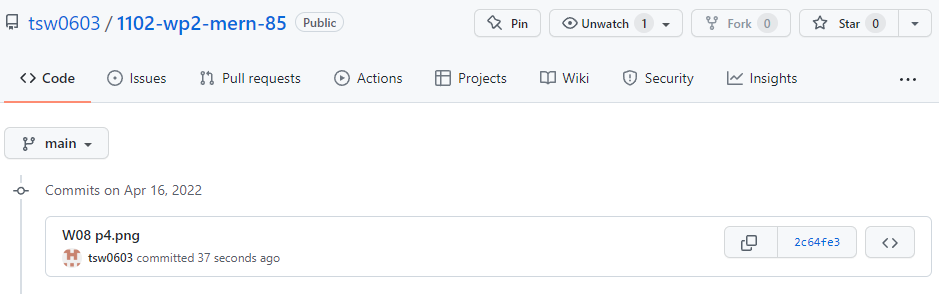 tsw0603 / 1102-wp2-mern-85 Public Pin Unwatch 1 Fork 0 Star 0
Code Issues Pull requests Actions Projects Wiki Security Insights ...
main
Commits on Apr 16, 2022
W08 p4.png
tsw0603 committed 37 seconds ago 2c64fe3